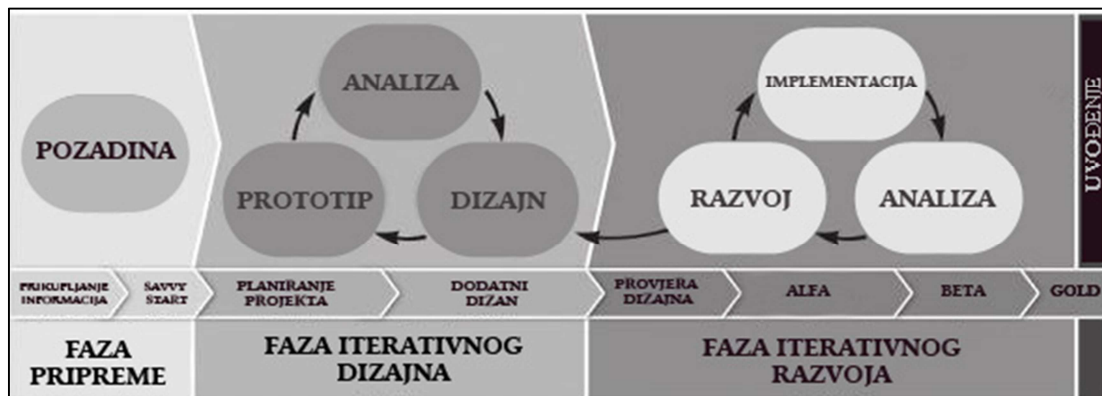 POZADINA
ANALIZA
PROTOTIP
DIZAJN
IMPLEMENTACIJA
RAZVOJ
ANALIZA
UVOĐENJE
PRIKUPLJANJE
INFORMACIJA
SAVVY
START
PLANIRANJE
PROJEKTA
DODATNI
DIZAN
PROVJERA
DIZAJNA
ALFA
BETA
GOLD
FAZA
PRIPREME
FAZA ITERATIVNOG
DIZAJNA
FAZA ITERATIVNOG
RAZVOJA